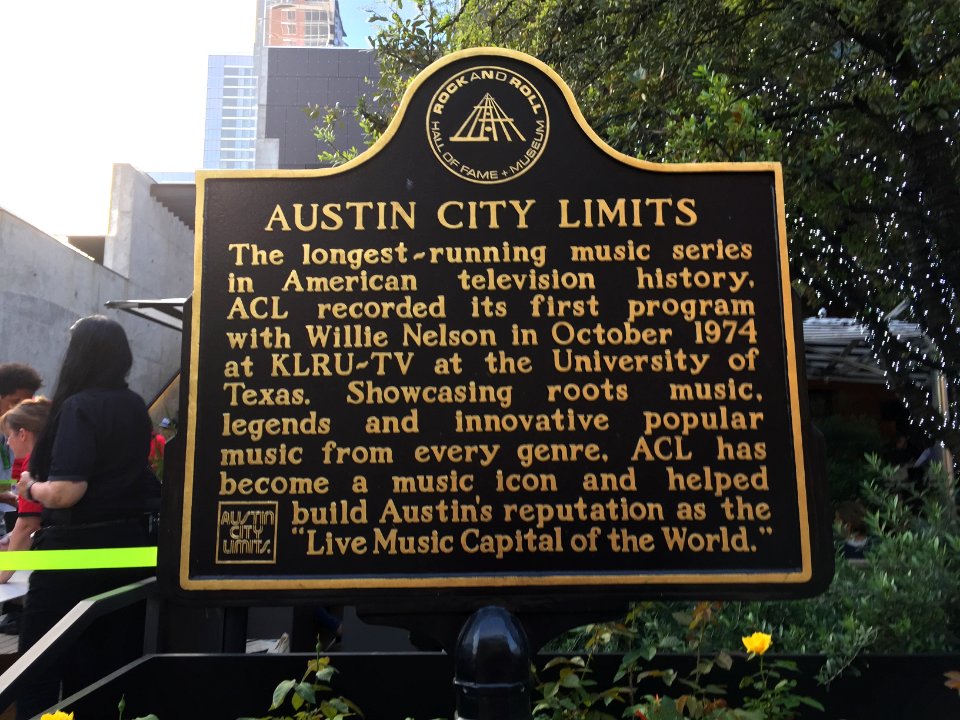 ROCK AND ROLL
HALL OF FAME + MUSEUM
AUSTIN CITY LIMITS
The longest-running music series
in American television history.
ACL recorded its first program
with Willie Nelson in October 1974
at KLRU-TV at the University of
Texas. Showcasing roots music,
legends and innovative popular
music from every genre, ACL has
become a music icon and helped
build Austin's reputation as the
"Live Music Capital of the World."
AUSTIN
CITY
LIMITS.